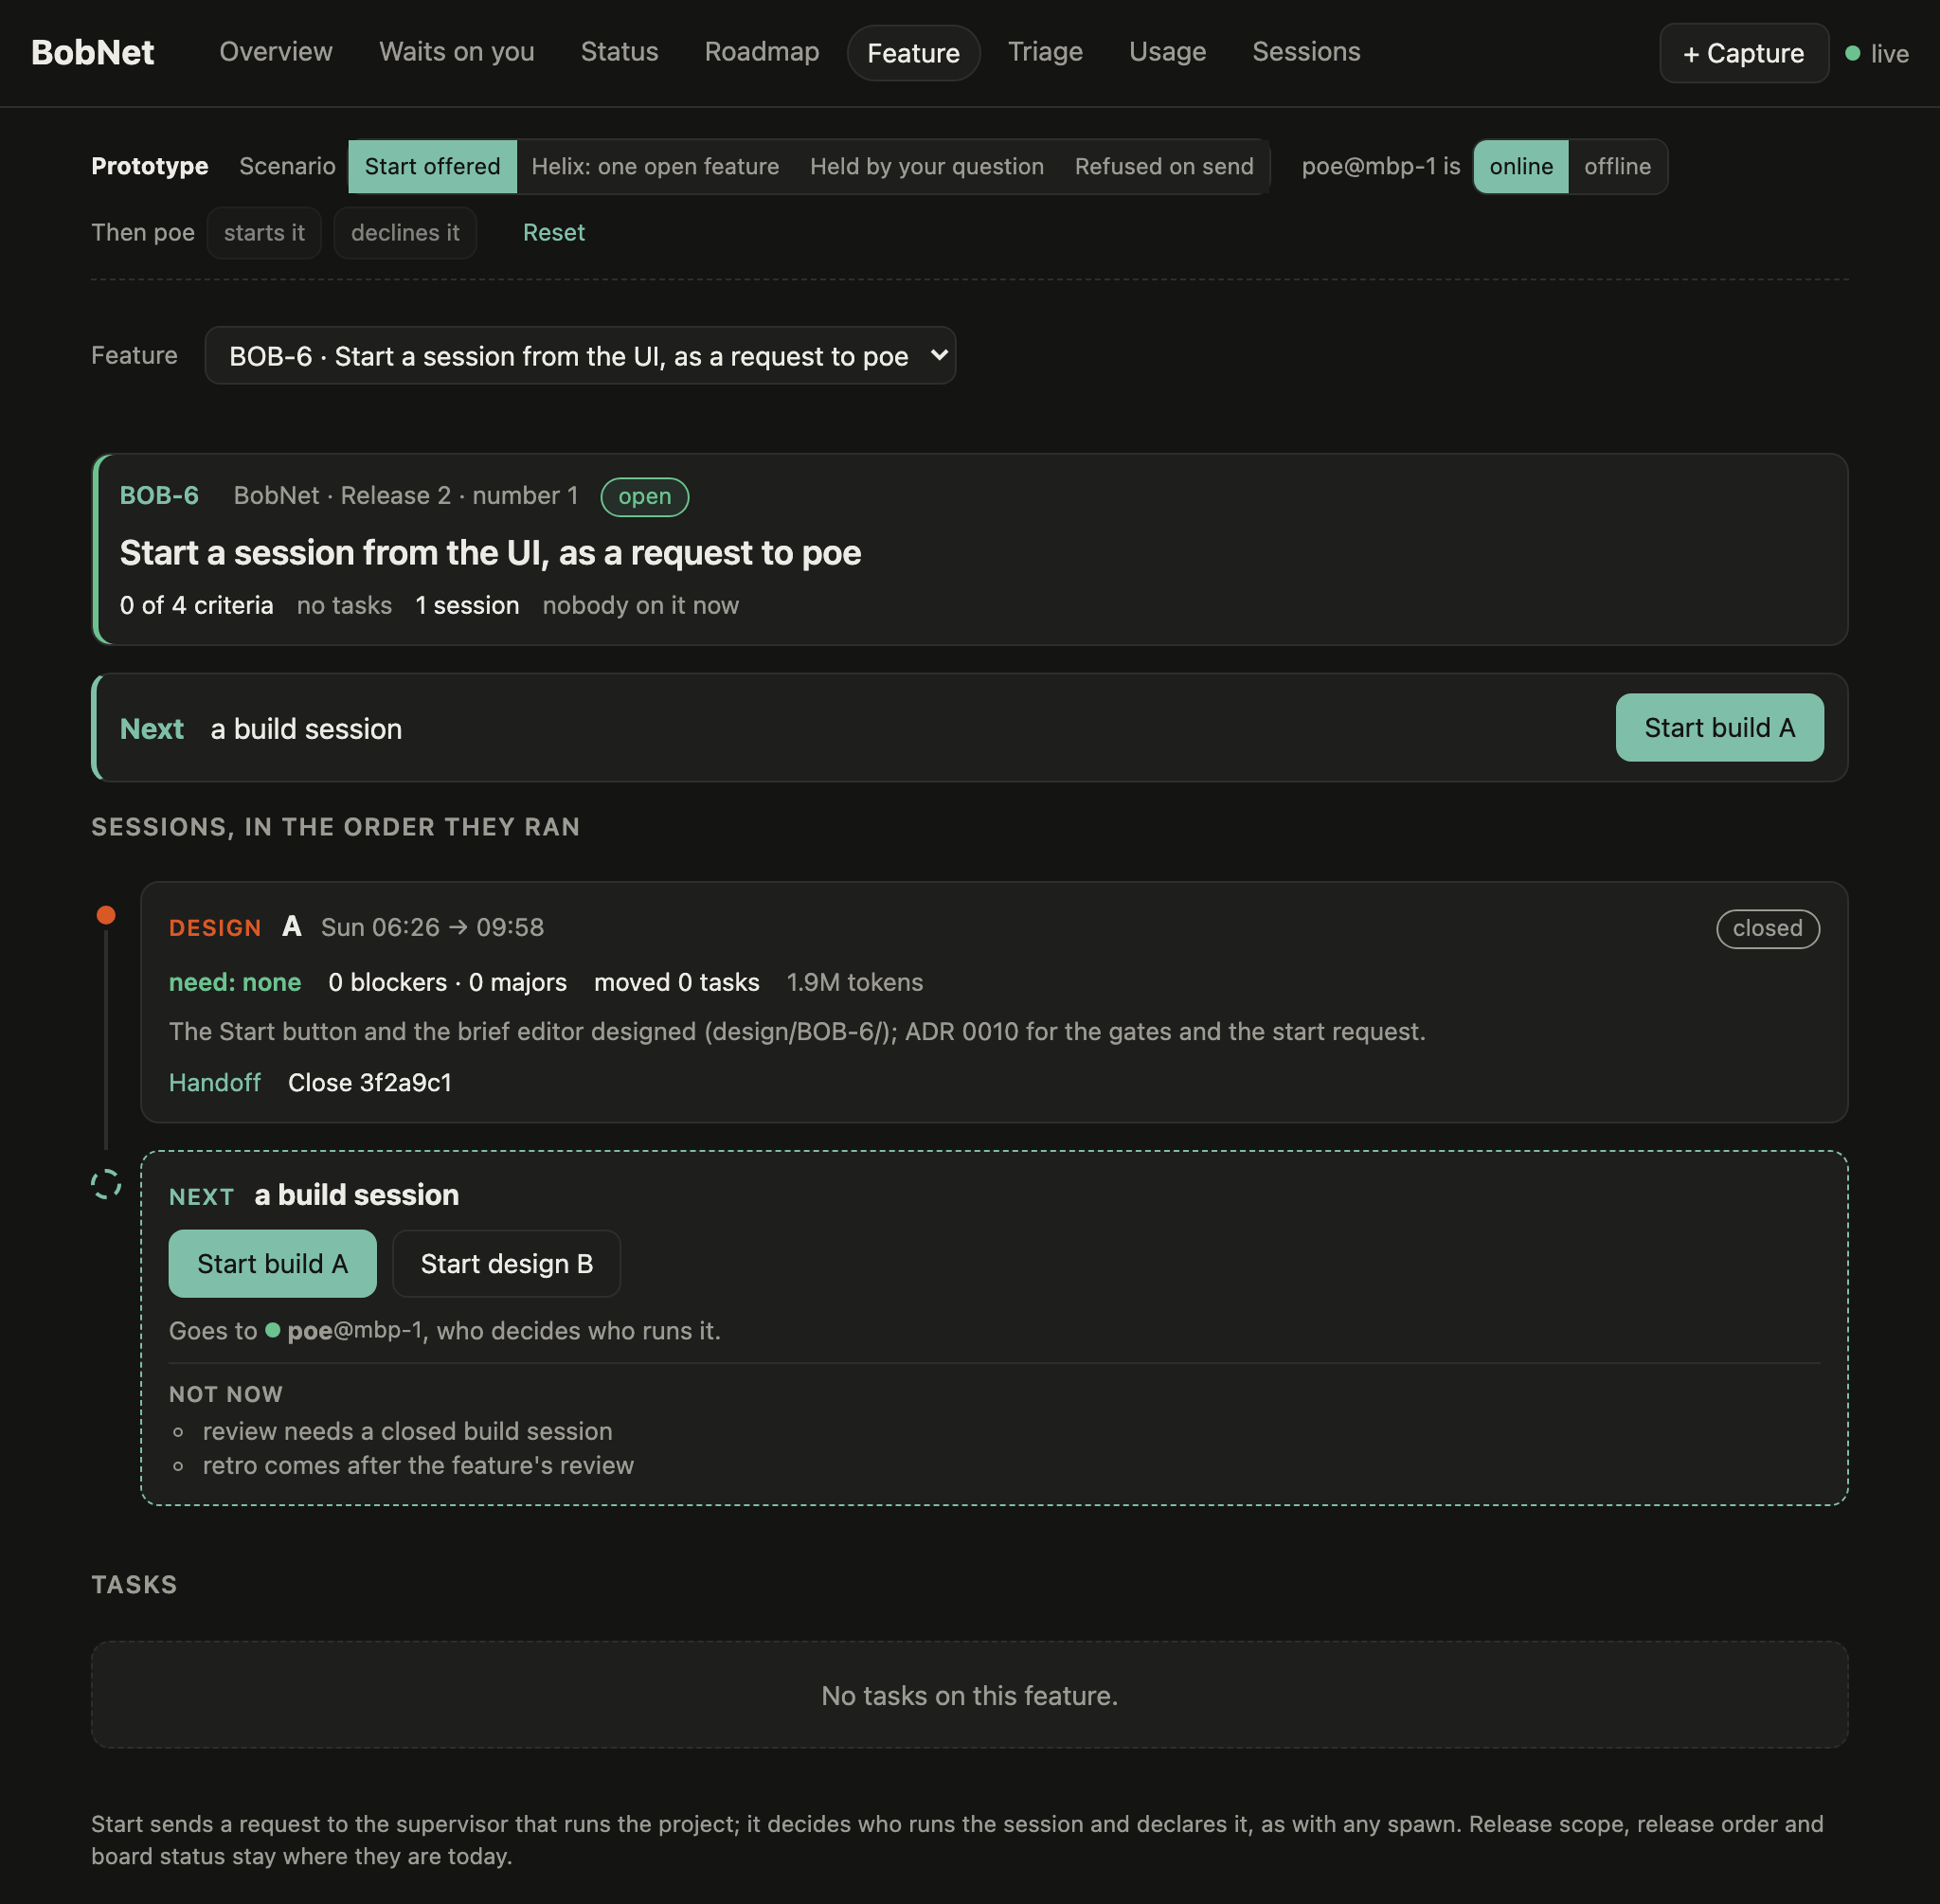 BobNet Overview Waits on you Status Roadmap Feature Triage Usage Sessions + Capture live
Prototype Scenario Start offered Helix: one open feature Held by your question Refused on send poe@mbp-1 is online offline
Then poe starts it declines it Reset
Feature BOB-6 · Start a session from the UI, as a request to poe
BOB-6 BobNet · Release 2 · number 1 open
Start a session from the UI, as a request to poe
0 of 4 criteria no tasks 1 session nobody on it now
Next a build session Start build A
SESSIONS, IN THE ORDER THEY RAN
DESIGN A Sun 06:26 → 09:58 closed
need: none 0 blockers · 0 majors moved 0 tasks 1.9M tokens
The Start button and the brief editor designed (design/BOB-6/); ADR 0010 for the gates and the start request.
Handoff Close 3f2a9c1
NEXT a build session
Start build A Start design B
Goes to poe@mbp-1, who decides who runs it.
NOT NOW
review needs a closed build session
retro comes after the feature's review
TASKS
No tasks on this feature.
Start sends a request to the supervisor that runs the project; it decides who runs the session and declares it, as with any spawn. Release scope, release order and
board status stay where they are today.